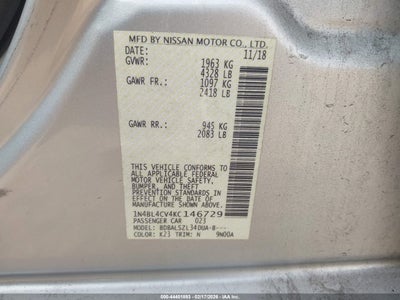 MFD BY NISSAN MOTOR CO., LTD.
DATE: 11/18
GVWR: 1963 KG
4328 LB
GAWR FR.: 1097 KG
2418 LB
GAWR RR.: 945 KG
2083 LB
THIS VEHICLE CONFORMS TO
ALL APPLICABLE FEDERAL
MOTOR VEHICLE SAFETY,
BUMPER, AND THEFT
PREVENTION STANDARDS
IN EFFECT ON THE DATE OF
MANUFACTURE SHOWN ABOVE.
1N4BL4CV4KC146729
PASSENGER CAR 023
MODEL: BDBALSZL34DUA-B---
COLOR: K23 TRIM: N 9N00A